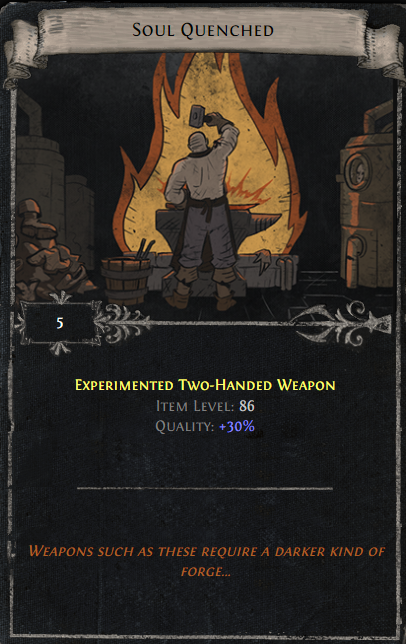 Soul Quenched
5
Experimented Two-Handed Weapon
Item Level: 86
Quality: +30%
Weapons such as these require a darker kind of
forge...